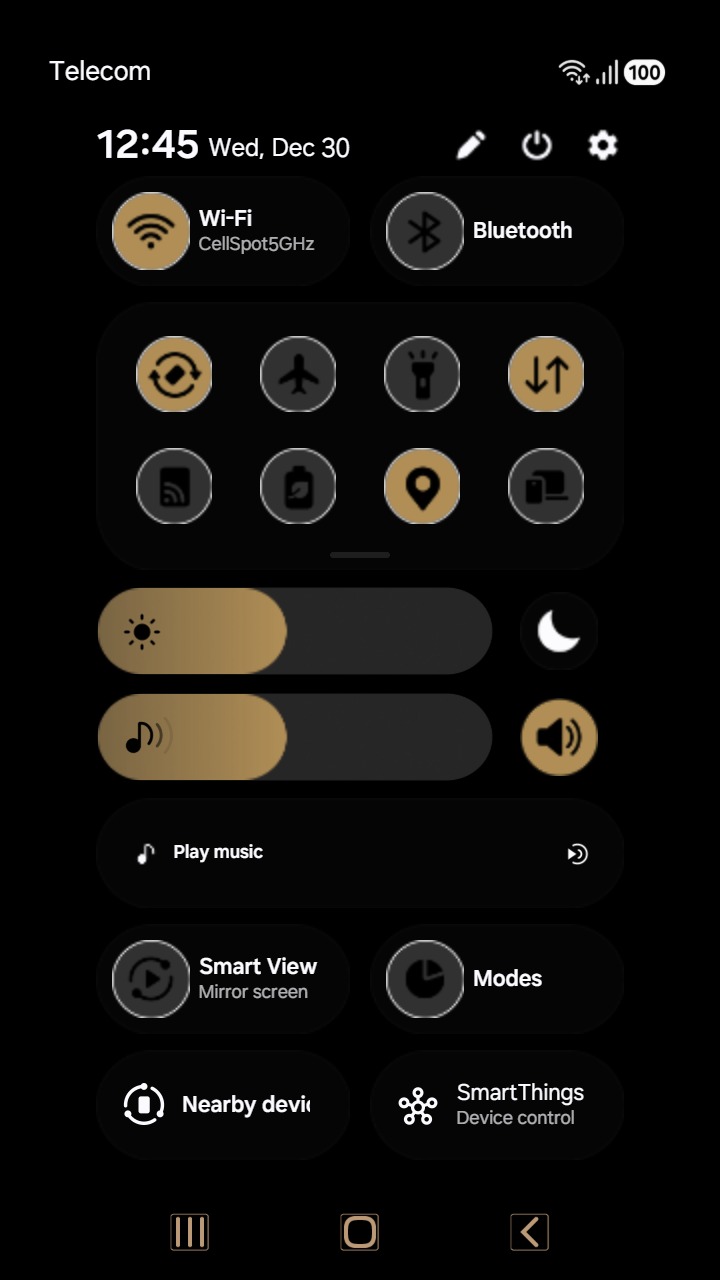 Telecom
100
12:45 Wed, Dec 30
Wi-Fi
CellSpot5GHz
Bluetooth
Play music
Smart View
Mirror screen
Modes
Nearby devi
SmartThings
Device control